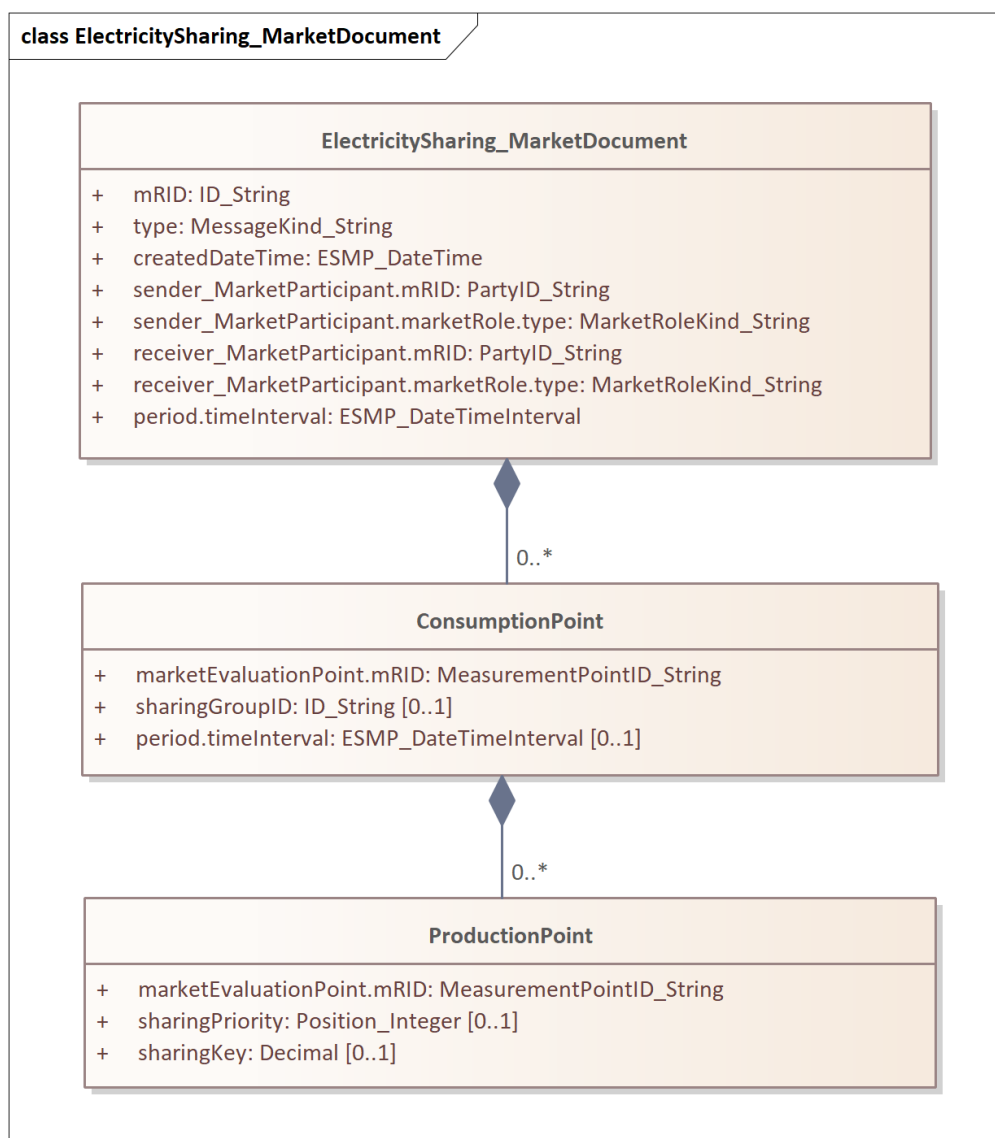 class ElectricitySharing_MarketDocument
ElectricitySharing_MarketDocument
+ mRID: ID_String
+ type: MessageKind_String
+ createdDateTime: ESMP_DateTime
+ sender_MarketParticipant.mRID: PartyID_String
+ sender_MarketParticipant.marketRole.type: MarketRoleKind_String
+ receiver_MarketParticipant.mRID: PartyID_String
+ receiver_MarketParticipant.marketRole.type: MarketRoleKind_String
+ period.timeInterval: ESMP_DateTimeInterval
0..*
ConsumptionPoint
+ marketEvaluationPoint.mRID: MeasurementPointID_String
+ sharingGroupID: ID_String [0..1]
+ period.timeInterval: ESMP_DateTimeInterval [0..1]
0..*
ProductionPoint
+ marketEvaluationPoint.mRID: MeasurementPointID_String
+ sharingPriority: Position_Integer [0..1]
+ sharingKey: Decimal [0..1]